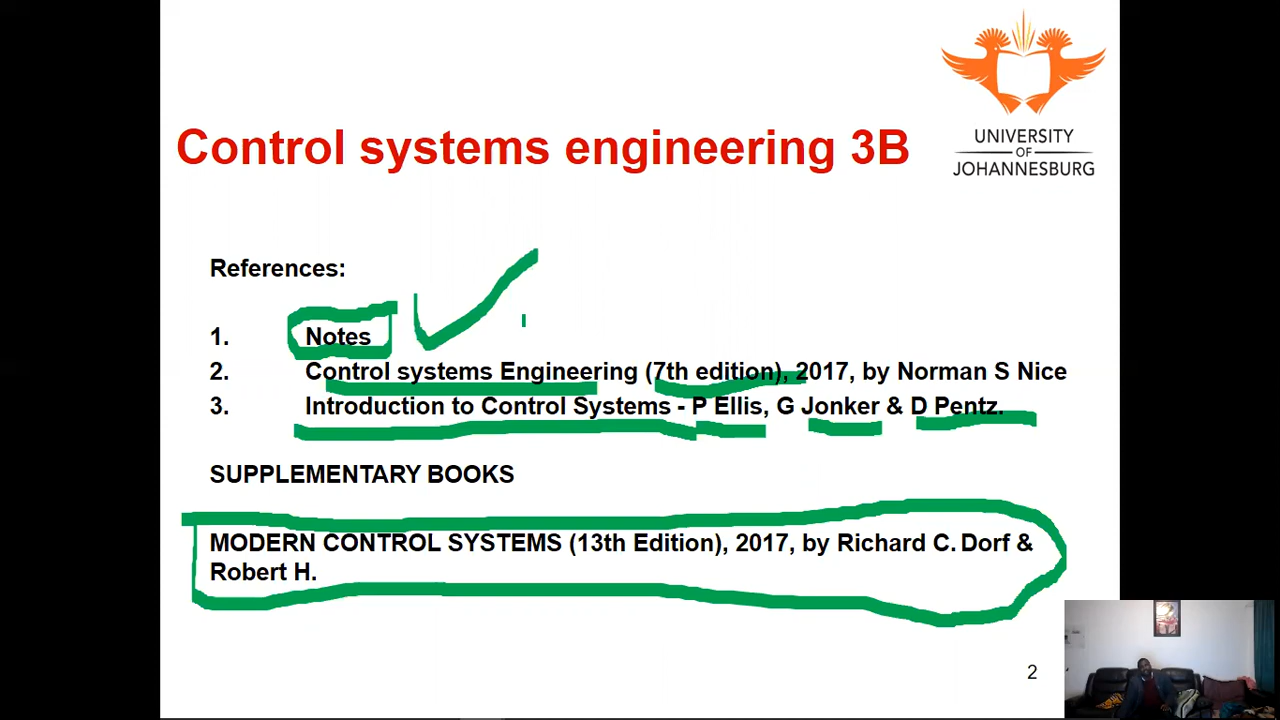 UNIVERSITY
OF
JOHANNESBURG
Control systems engineering 3B
References:
1. Notes
2. Control systems Engineering (7th edition), 2017, by Norman S Nice
3. Introduction to Control Systems - P Ellis, G Jonker & D Pentz.
SUPPLEMENTARY BOOKS
MODERN CONTROL SYSTEMS (13th Edition), 2017, by Richard C. Dorf &
Robert H.
2